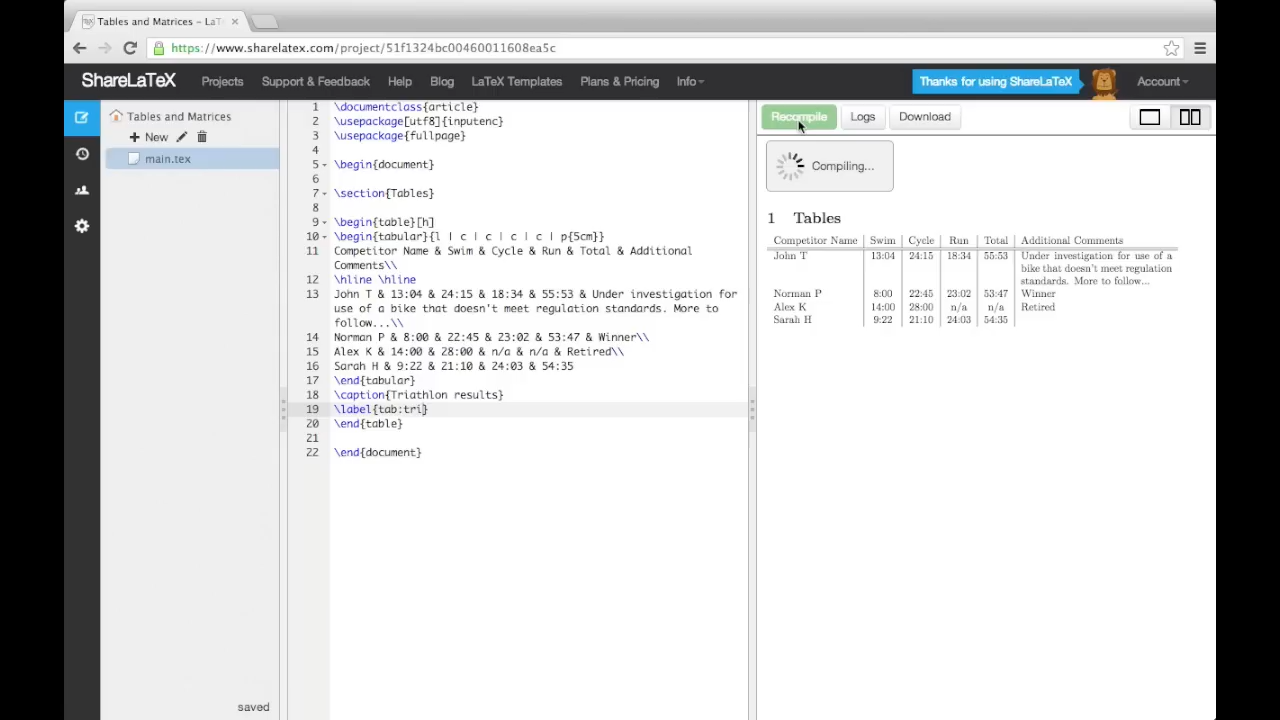 Tables and Matrices – LaTe
https://www.sharelatex.com/project/51f1324bc00460011608ea5c
ShareLaTeX Projects Support & Feedback Help Blog LaTeX Templates Plans & Pricing Info Thanks for using ShareLaTeX Account
Tables and Matrices
New
main.tex
saved
1 \documentclass{article}
2 \usepackage[utf8]{inputenc}
3 \usepackage{fullpage}
4
5 \begin{document}
6
7 \section{Tables}
8
9 \begin{table}[h]
10 \begin{tabular}{l | c | c | c | c | p{5cm}}
11 Competitor Name & Swim & Cycle & Run & Total & Additional
Comments\\
12 \hline \hline
13 John T & 13:04 & 24:15 & 18:34 & 55:53 & Under investigation for
use of a bike that doesn't meet regulation standards. More to
follow...\\
14 Norman P & 8:00 & 22:45 & 23:02 & 53:47 & Winner\\
15 Alex K & 14:00 & 28:00 & n/a & n/a & Retired\\
16 Sarah H & 9:22 & 21:10 & 24:03 & 54:35
17 \end{tabular}
18 \caption{Triathlon results}
19 \label{tab:tri}
20 \end{table}
21
22 \end{document}
Recompile Logs Download
Compiling...
1 Tables
Competitor Name Swim Cycle Run Total Additional Comments
John T 13:04 24:15 18:34 55:53 Under investigation for use of a
bike that doesn't meet regulation
standards. More to follow...
Norman P 8:00 22:45 23:02 53:47 Winner
Alex K 14:00 28:00 n/a n/a Retired
Sarah H 9:22 21:10 24:03 54:35